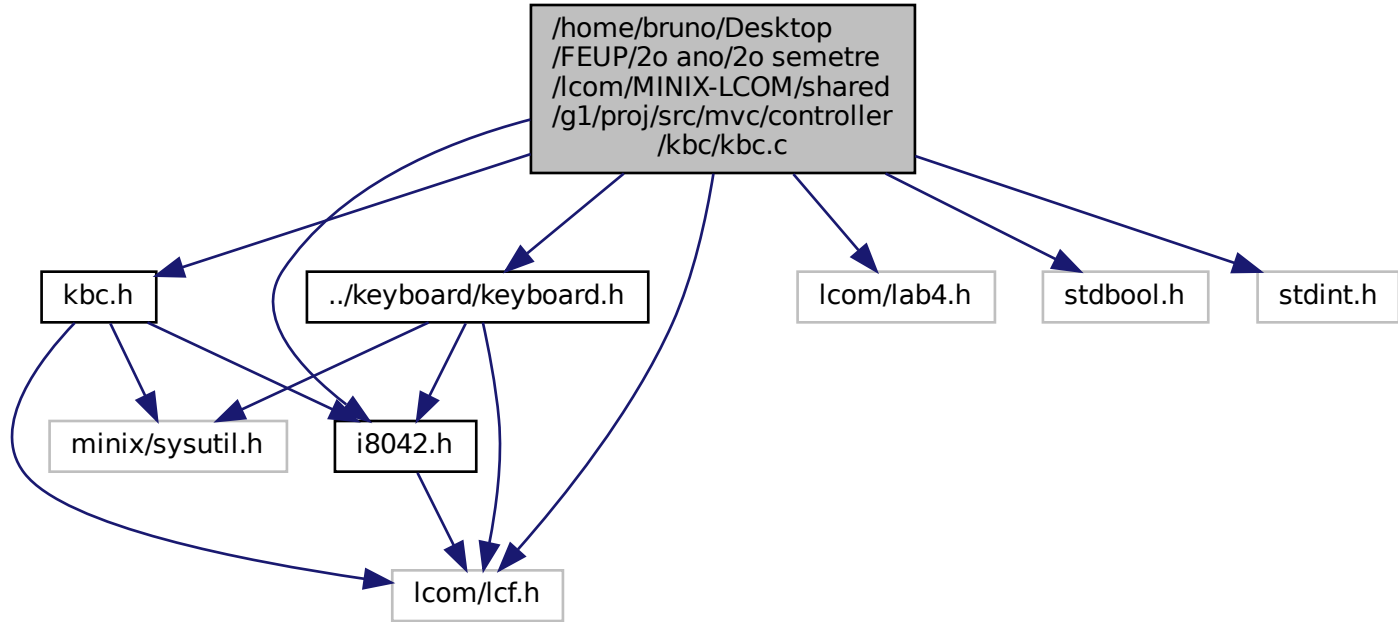 /home/bruno/Desktop
/FEUP/2o ano/2o semetre
/lcom/MINIX-LCOM/shared
/g1/proj/src/mvc/controller
/kbc/kbc.c
kbc.h
../keyboard/keyboard.h
lcom/lab4.h
stdbool.h
stdint.h
minix/sysutil.h
i8042.h
lcom/lcf.h